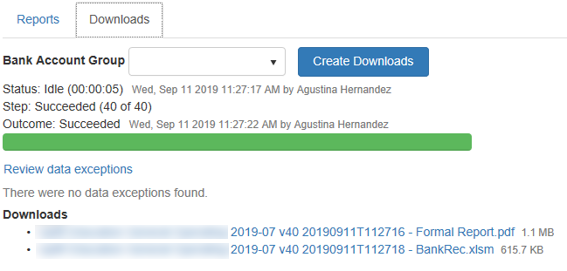 Reports Downloads
Bank Account Group Create Downloads
Status: Idle (00:00:05) Wed, Sep 11 2019 11:27:17 AM by Agustina Hernandez
Step: Succeeded (40 of 40)
Outcome: Succeeded Wed, Sep 11 2019 11:27:22 AM by Agustina Hernandez
Review data exceptions
There were no data exceptions found.
Downloads
• 2019-07 v40 20190911T112716 - Formal Report.pdf 1.1 MB
• 2019-07 v40 20190911T112718 - BankRec.xlsm 615.7 KB